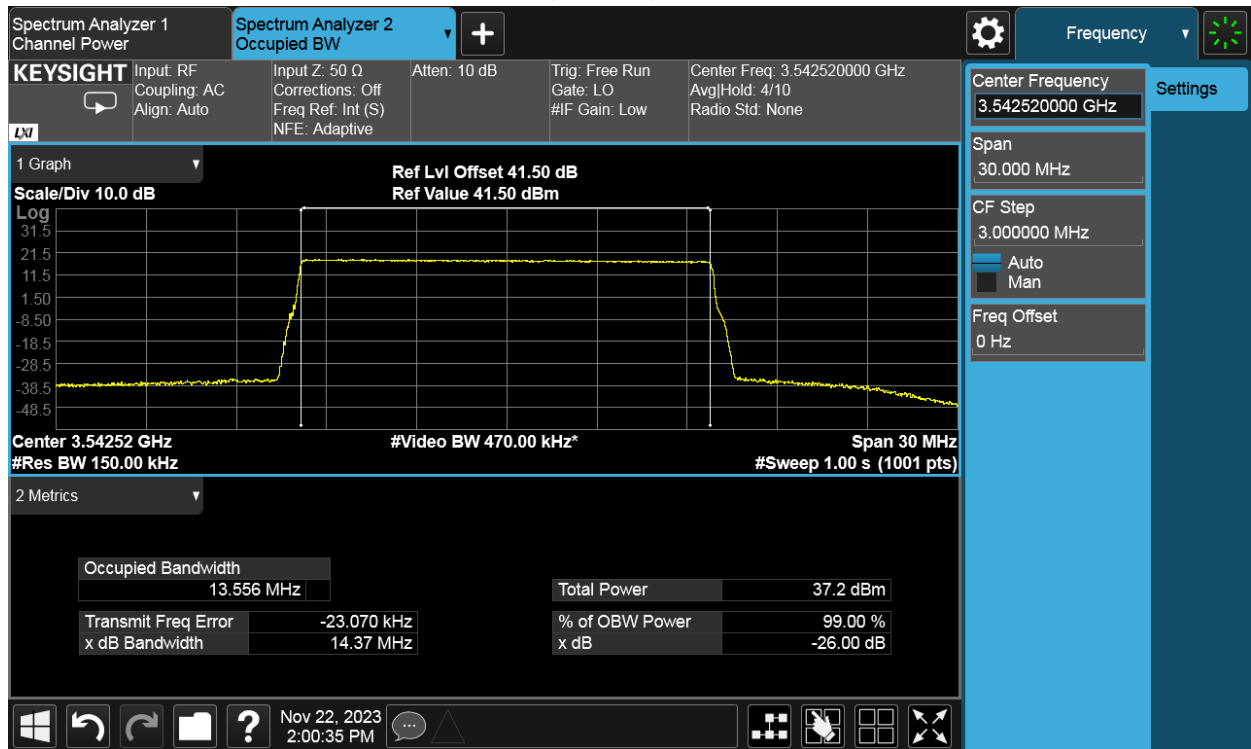 Spectrum Analyzer 1
Channel Power
Spectrum Analyzer 2
Occupied BW
+
Frequency
KEYSIGHT
LXI
Input: RF
Coupling: AC
Align: Auto
Input Z: 50 Ω
Corrections: Off
Freq Ref: Int (S)
NFE: Adaptive
Atten: 10 dB
Trig: Free Run
Gate: LO
#IF Gain: Low
Center Freq: 3.542520000 GHz
Avg|Hold: 4/10
Radio Std: None
Center Frequency
3.542520000 GHz
Settings
Span
30.000 MHz
CF Step
3.000000 MHz
Auto
Man
Freq Offset
0 Hz
1 Graph
Scale/Div 10.0 dB
Ref Lvl Offset 41.50 dB
Ref Value 41.50 dBm
Log
31.5
21.5
11.5
1.50
-8.50
-18.5
-28.5
-38.5
-48.5
Center 3.54252 GHz
#Res BW 150.00 kHz
#Video BW 470.00 kHz*
Span 30 MHz
#Sweep 1.00 s (1001 pts)
2 Metrics
Occupied Bandwidth
13.556 MHz
Total Power 37.2 dBm
Transmit Freq Error -23.070 kHz
% of OBW Power 99.00 %
x dB Bandwidth 14.37 MHz
x dB -26.00 dB
?
Nov 22, 2023
2:00:35 PM